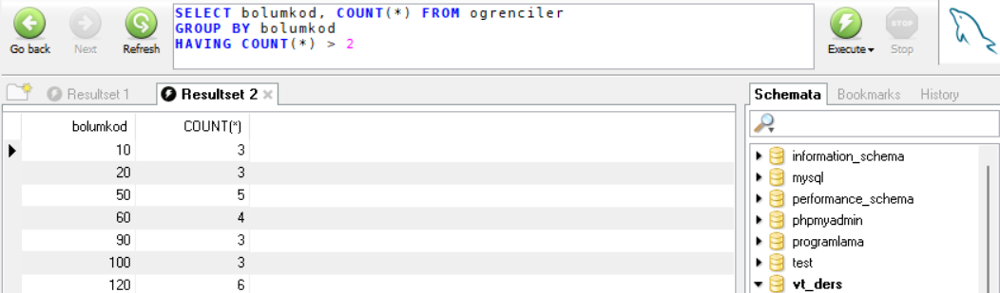 SELECT bolumkod, COUNT(*) FROM ogrenciler
GROUP BY bolumkod
HAVING COUNT(*) > 2
Go back Next Refresh Execute STOP Stop
Resultset 1 Resultset 2 Schemata Bookmarks History
bolumkod COUNT(*)
10 3
20 3
50 5
60 4
90 3
100 3
120 6
information_schema
mysql
performance_schema
phpmyadmin
programlama
test
vt_ders